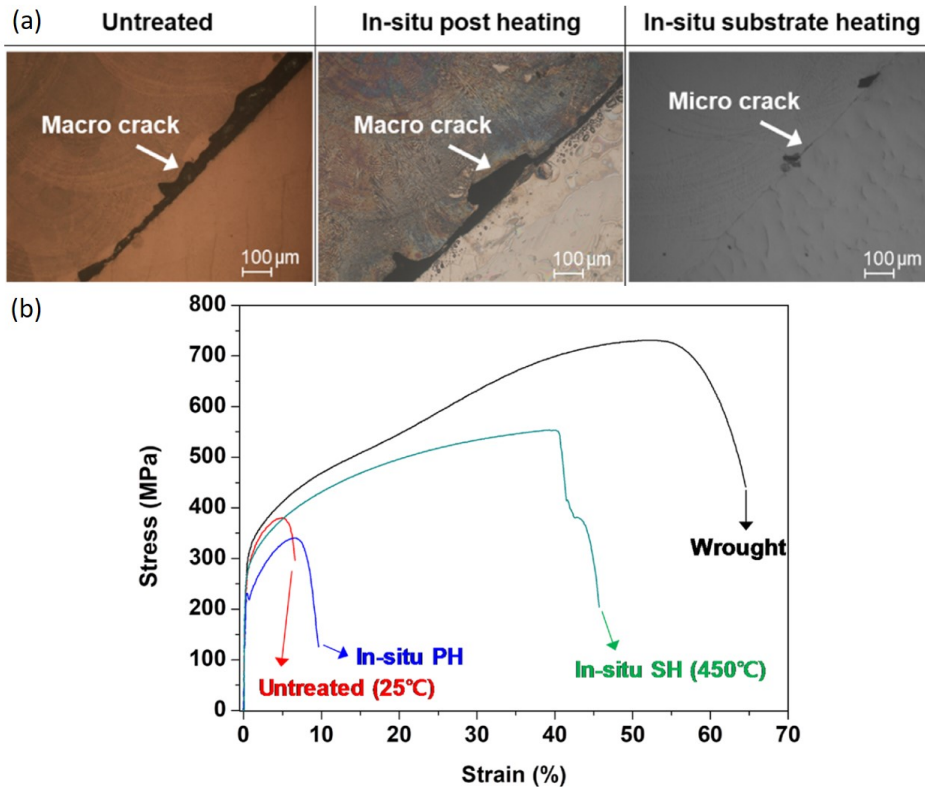 (a)
Untreated
In-situ post heating
In-situ substrate heating
Macro crack
100 μm
Macro crack
100 μm
Micro crack
100 μm
(b)
800
700
600
500
400
300
200
100
0
Stress (MPa)
Wrought
In-situ PH
Untreated (25℃)
In-situ SH (450℃)
0 10 20 30 40 50 60 70
Strain (%)